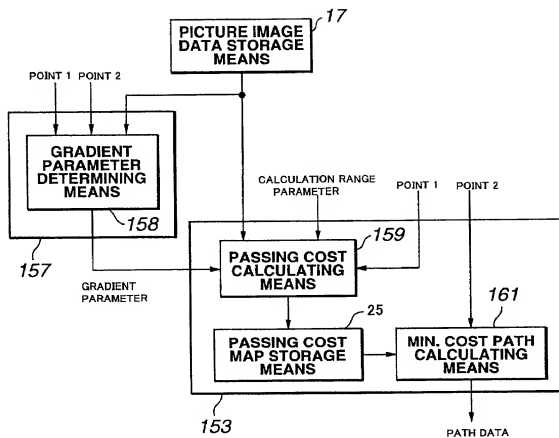 17
PICTURE IMAGE
DATA STORAGE
MEANS
POINT 1
POINT 2
GRADIENT
PARAMETER
DETERMINING
MEANS
158
157
CALCULATION RANGE
PARAMETER
POINT 1
POINT 2
159
PASSING COST
CALCULATING
MEANS
GRADIENT
PARAMETER
25
PASSING COST
MAP STORAGE
MEANS
161
MIN. COST PATH
CALCULATING
MEANS
153
PATH DATA